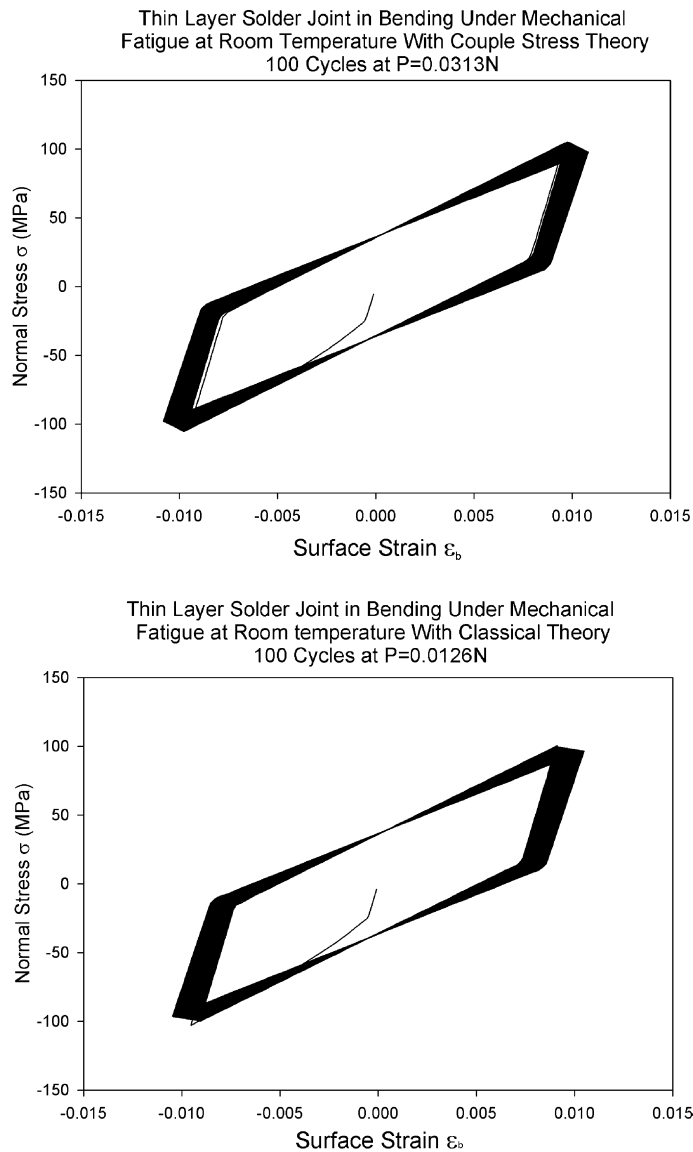 Thin Layer Solder Joint in Bending Under Mechanical
Fatigue at Room Temperature With Couple Stress Theory
100 Cycles at P=0.0313N
150
100
50
0
-50
-100
-150
Normal Stress σ (MPa)
-0.015 -0.010 -0.005 0.000 0.005 0.010 0.015
Surface Strain εb
Thin Layer Solder Joint in Bending Under Mechanical
Fatigue at Room temperature With Classical Theory
100 Cycles at P=0.0126N
150
100
50
0
-50
-100
-150
Normal Stress σ (MPa)
-0.015 -0.010 -0.005 0.000 0.005 0.010 0.015
Surface Strain εb